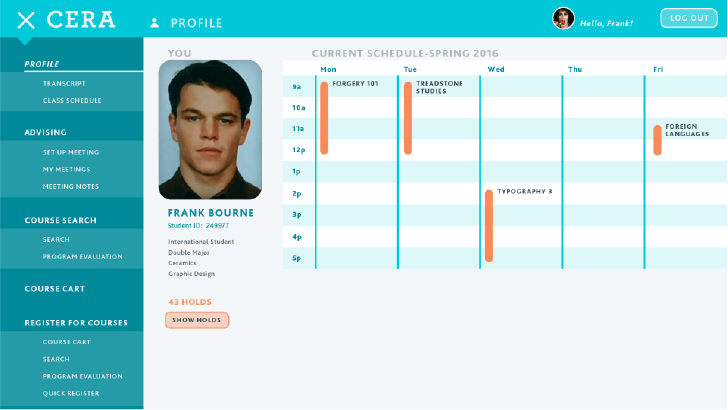 CERA
PROFILE
Hello, Frank!
LOG OUT
PROFILE
TRANSCRIPT
CLASS SCHEDULE
ADVISING
SET UP MEETING
MY MEETINGS
MEETING NOTES
COURSE SEARCH
SEARCH
PROGRAM EVALUATION
COURSE CART
REGISTER FOR COURSES
COURSE CART
SEARCH
PROGRAM EVALUATION
QUICK REGISTER
YOU
FRANK BOURNE
Student ID: 249977
International Student
Double Major
Ceramics
Graphic Design
43 HOLDS
SHOW HOLDS
CURRENT SCHEDULE-SPRING 2016
Mon Tue Wed Thu Fri
9a FORGERY 101 TREADSTONE
STUDIES
10a
11a FOREIGN
LANGUAGES
12p
1p
2p TYPOGRAPHY 3
3p
4p
5p